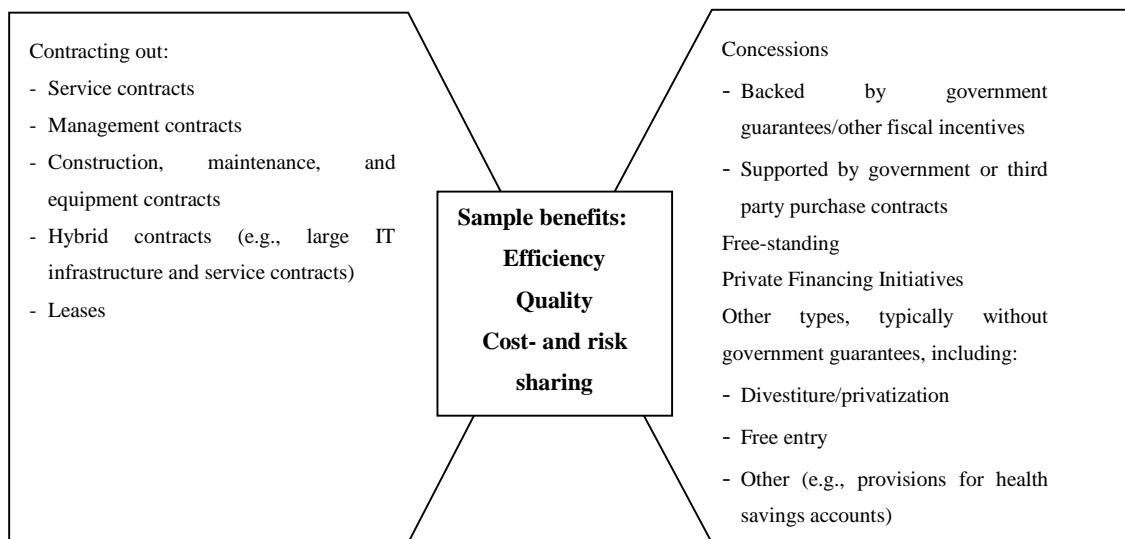 Contracting out:
- Service contracts
- Management contracts
- Construction, maintenance, and
equipment contracts
- Hybrid contracts (e.g., large IT
infrastructure and service contracts)
- Leases
Sample benefits:
Efficiency
Quality
Cost- and risk
sharing
Concessions
- Backed by government
guarantees/other fiscal incentives
- Supported by government or third
party purchase contracts
Free-standing
Private Financing Initiatives
Other types, typically without
government guarantees, including:
- Divestiture/privatization
- Free entry
- Other (e.g., provisions for health
savings accounts)